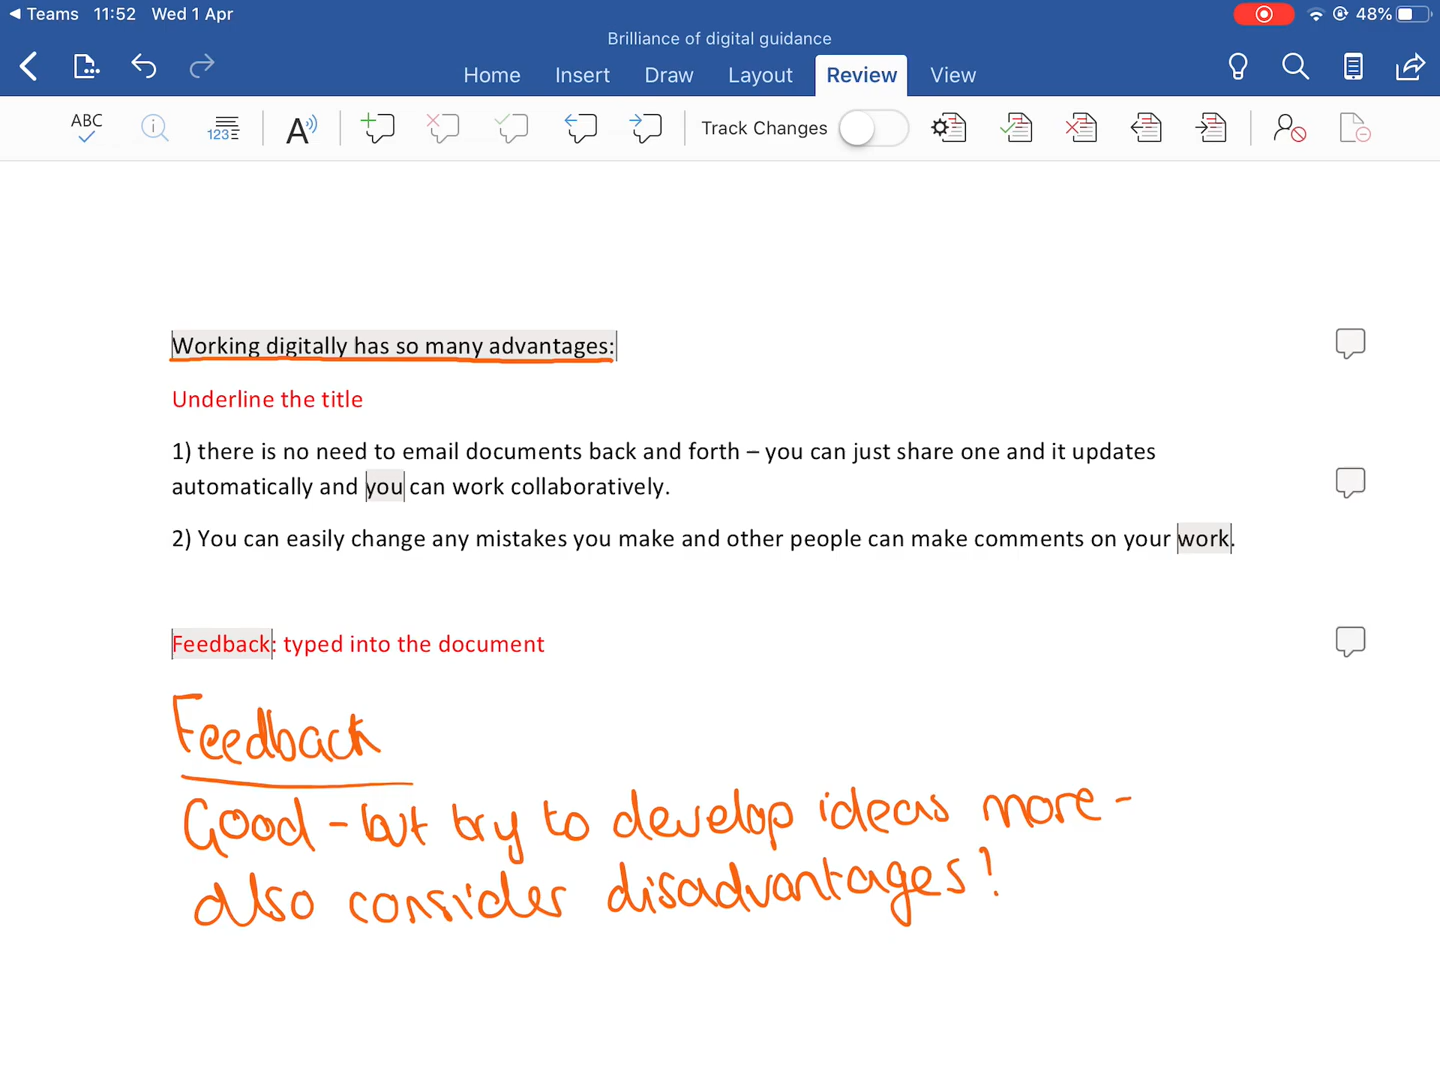 Teams 11:52 Wed 1 Apr 48%
Brilliance of digital guidance
Home Insert Draw Layout Review View
ABC 123 A Track Changes
Working digitally has so many advantages:
Underline the title
1) there is no need to email documents back and forth – you can just share one and it updates
automatically and you can work collaboratively.
2) You can easily change any mistakes you make and other people can make comments on your work.
Feedback: typed into the document
Feedback
Good - but try to develop ideas more -
also consider disadvantages!